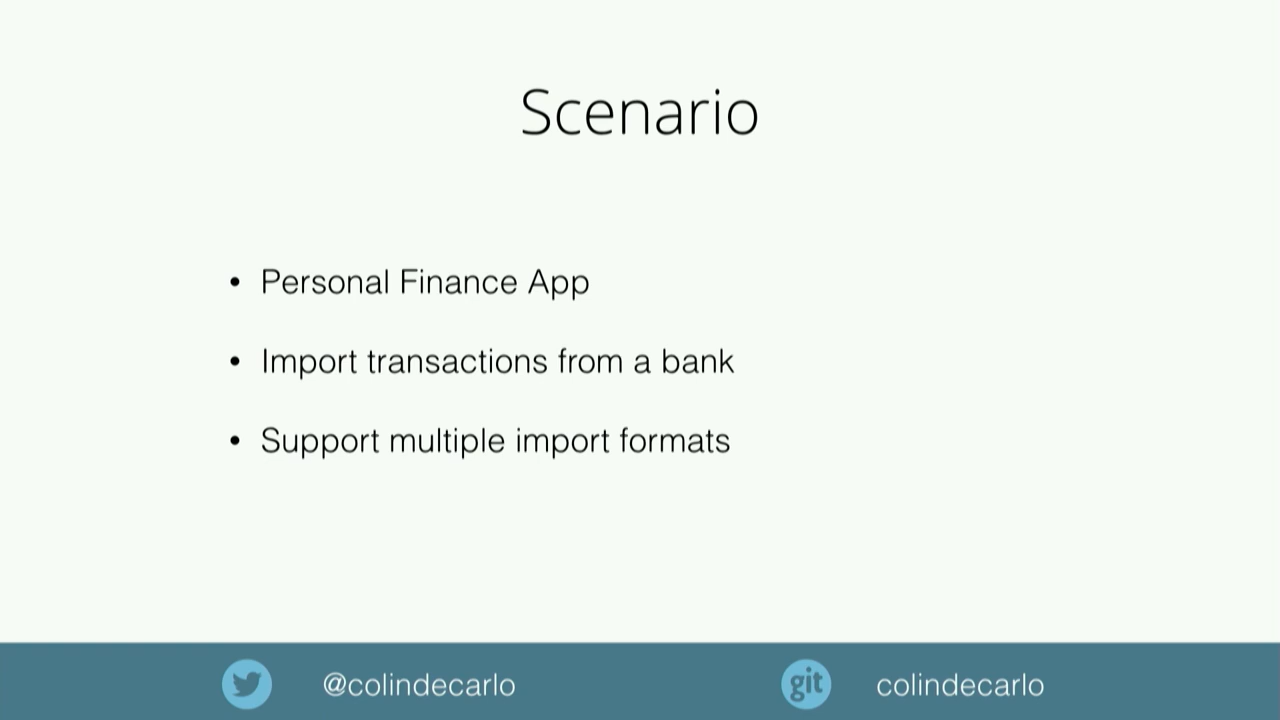 Scenario
• Personal Finance App
• Import transactions from a bank
• Support multiple import formats
@colindecarlo
git colindecarlo